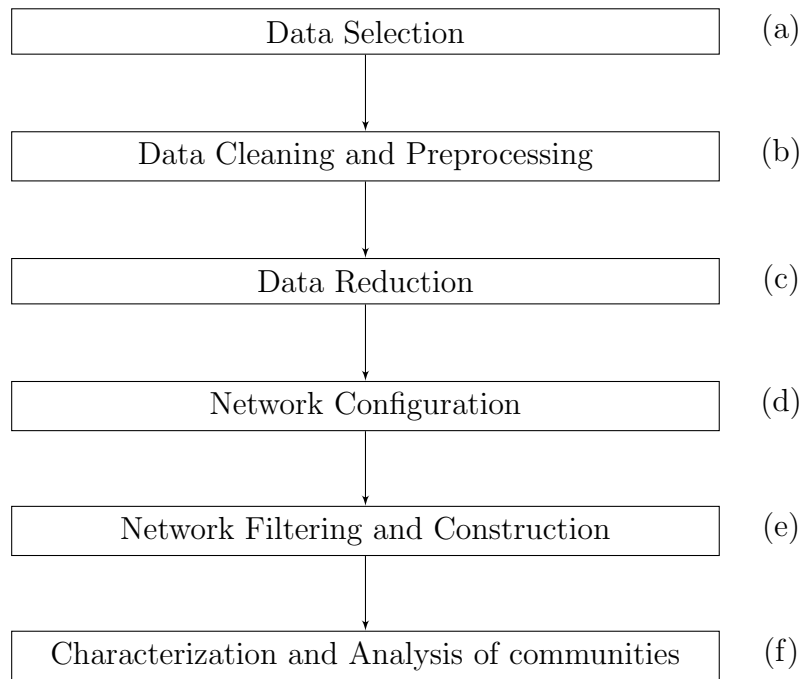 Data Selection (a)
Data Cleaning and Preprocessing (b)
Data Reduction (c)
Network Configuration (d)
Network Filtering and Construction (e)
Characterization and Analysis of communities (f)